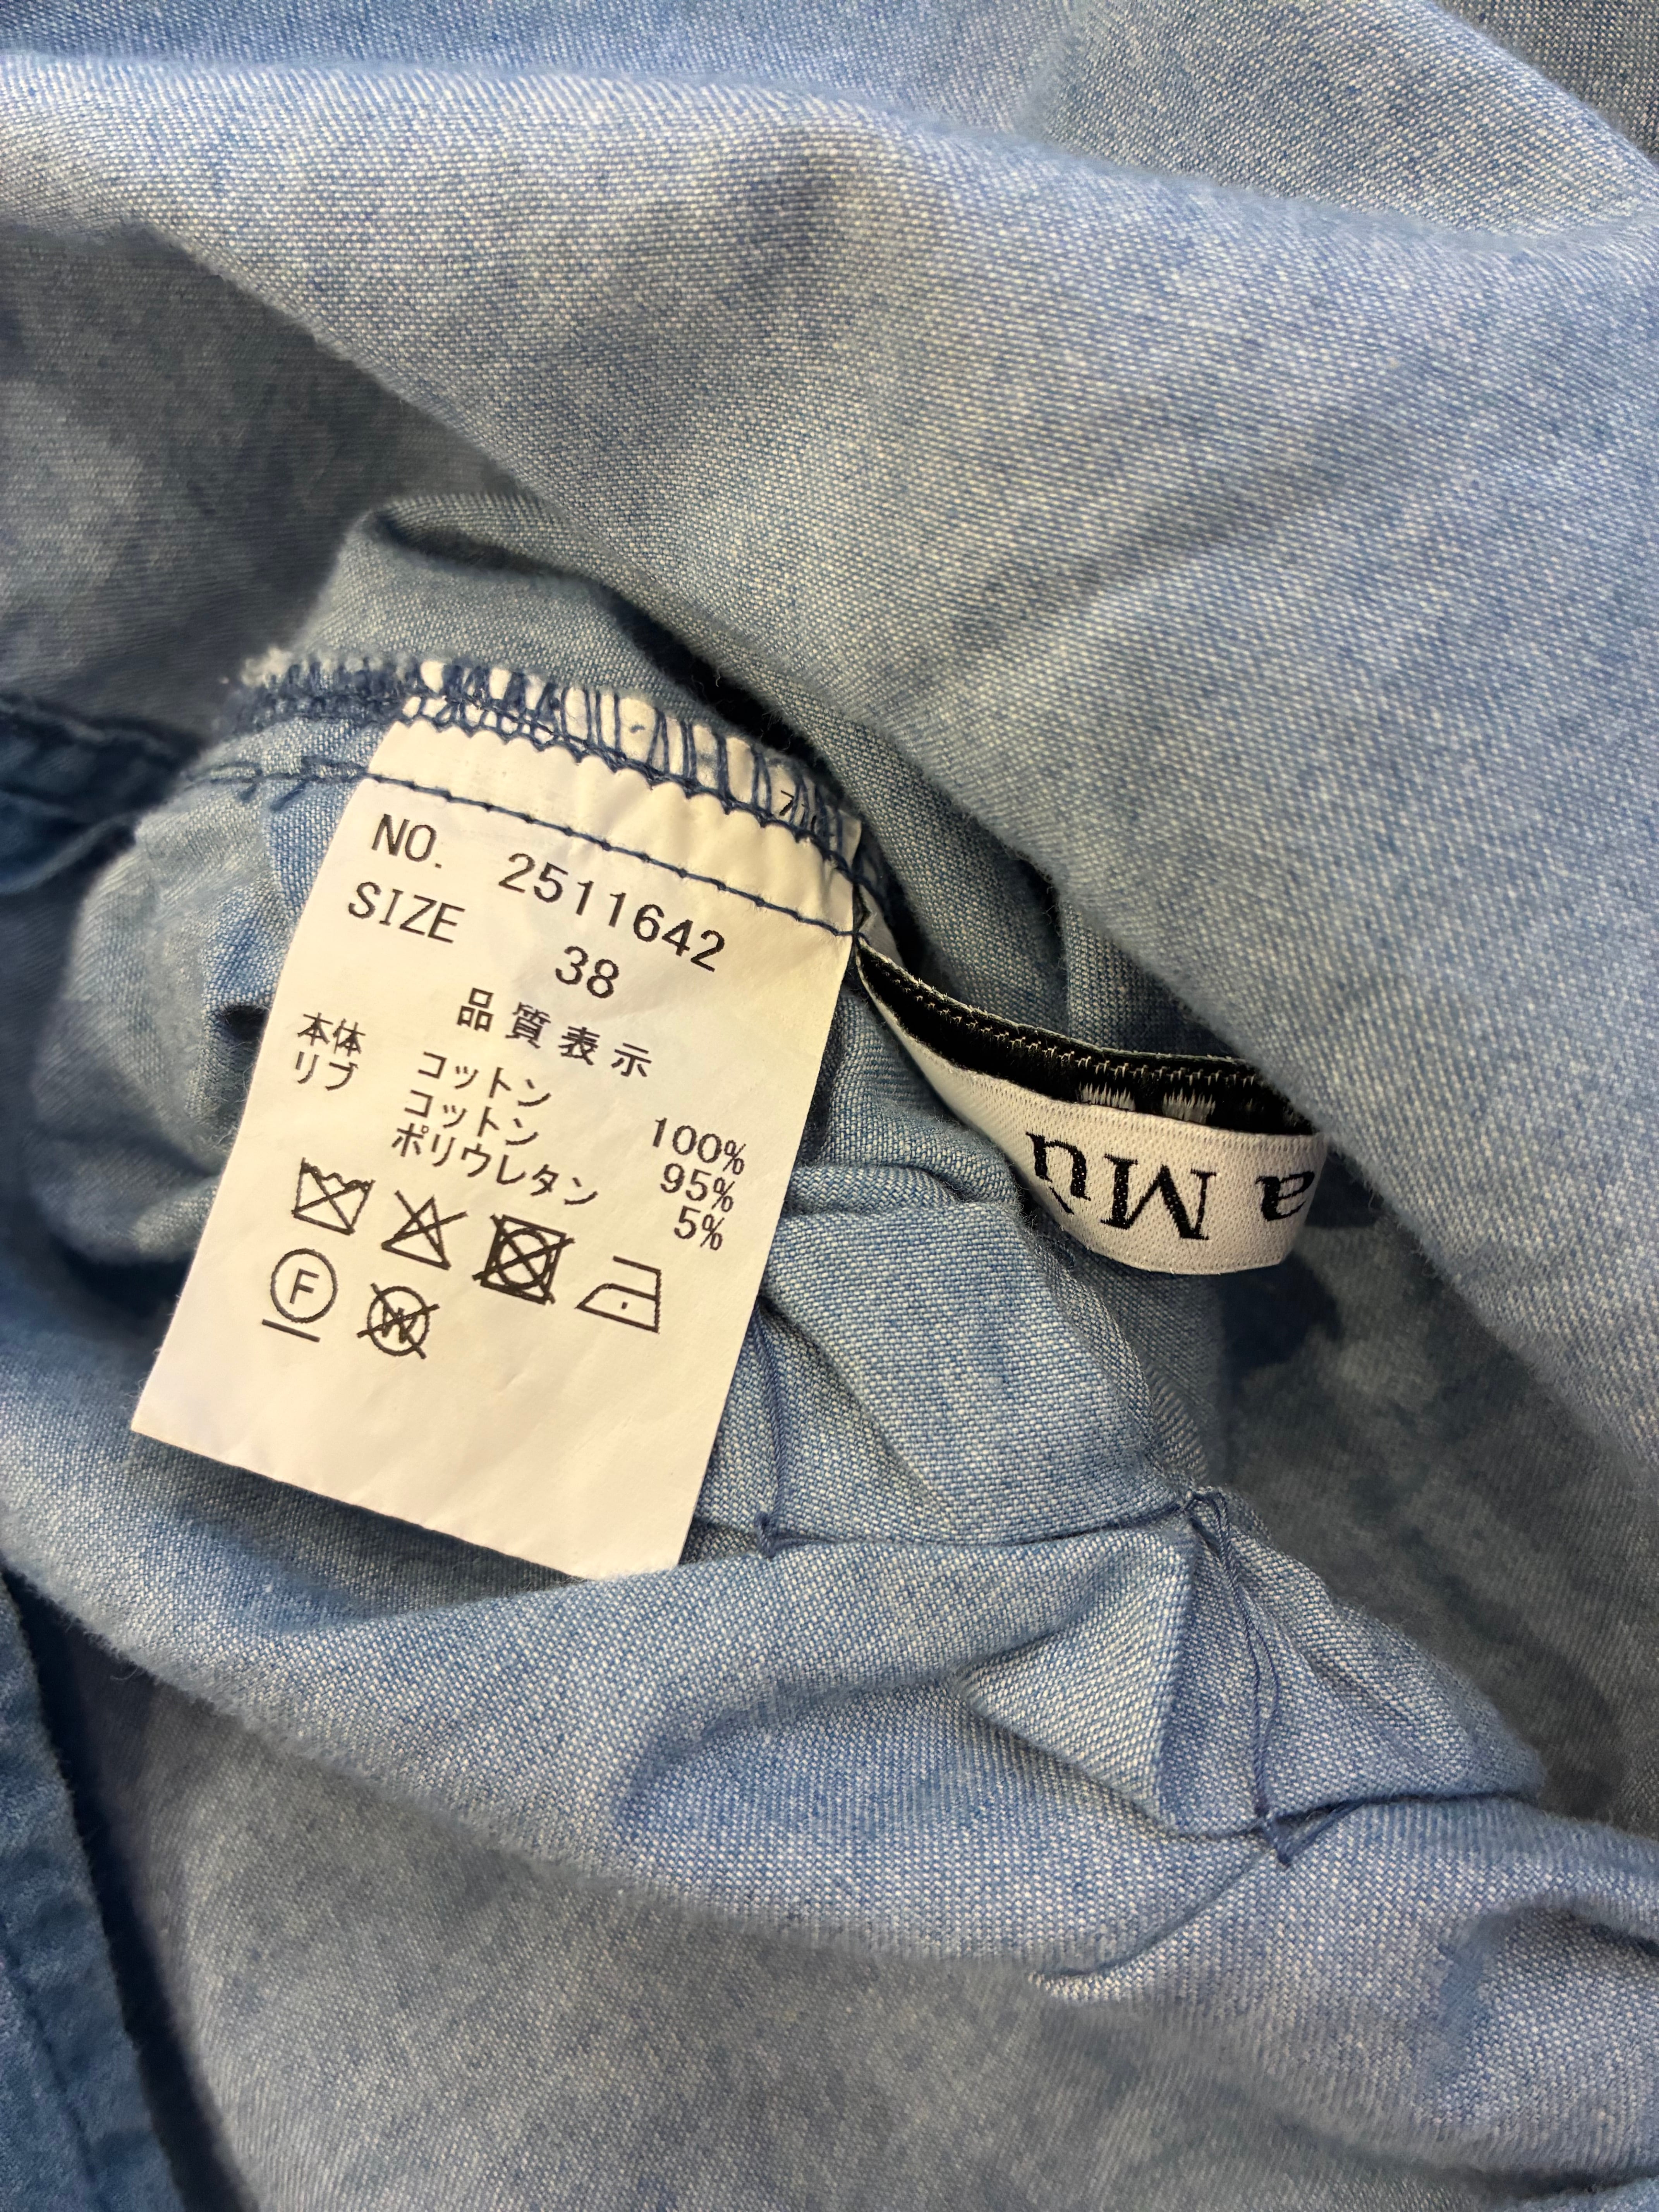 NO. 2511642
SIZE 38
品質表示
本体 コットン 100%
リブ コットン 95%
ポリウレタン 5%
F
W
a Mù